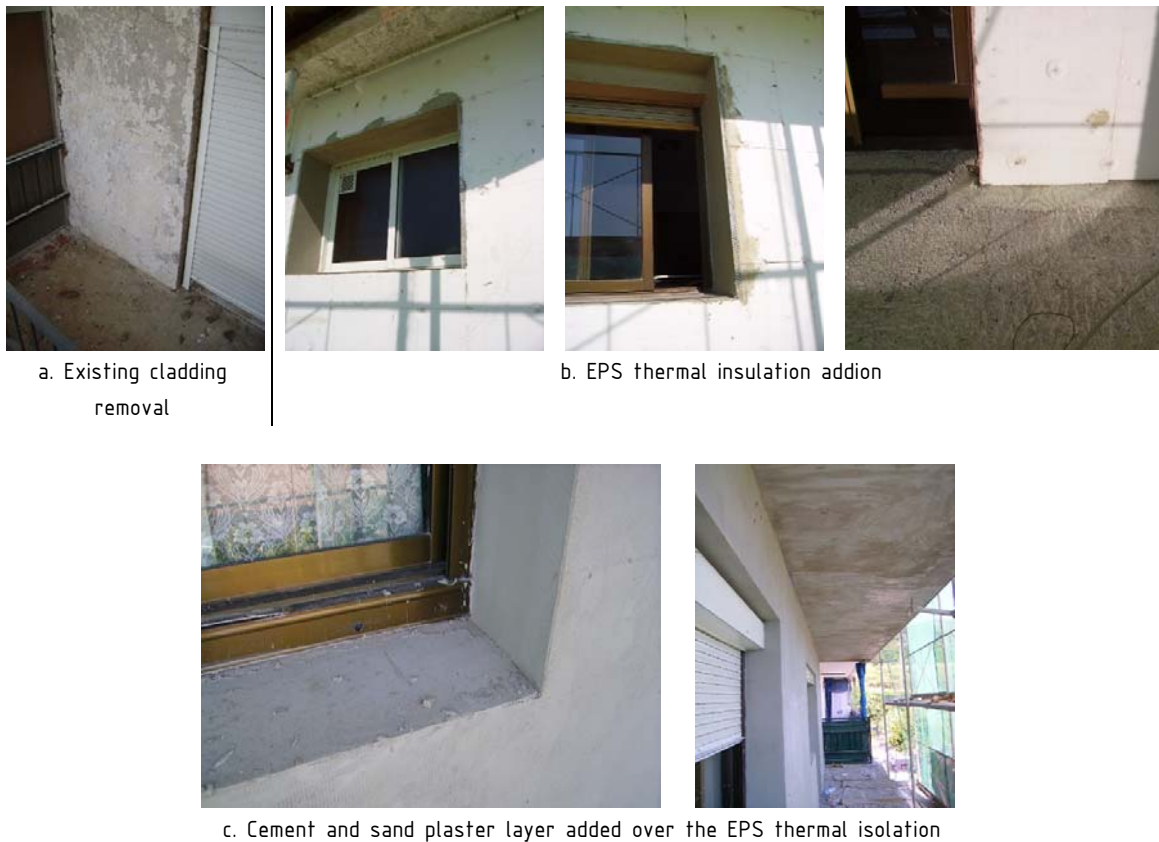 a. Existing cladding
removal
b. EPS thermal insulation addion
c. Cement and sand plaster layer added over the EPS thermal isolation